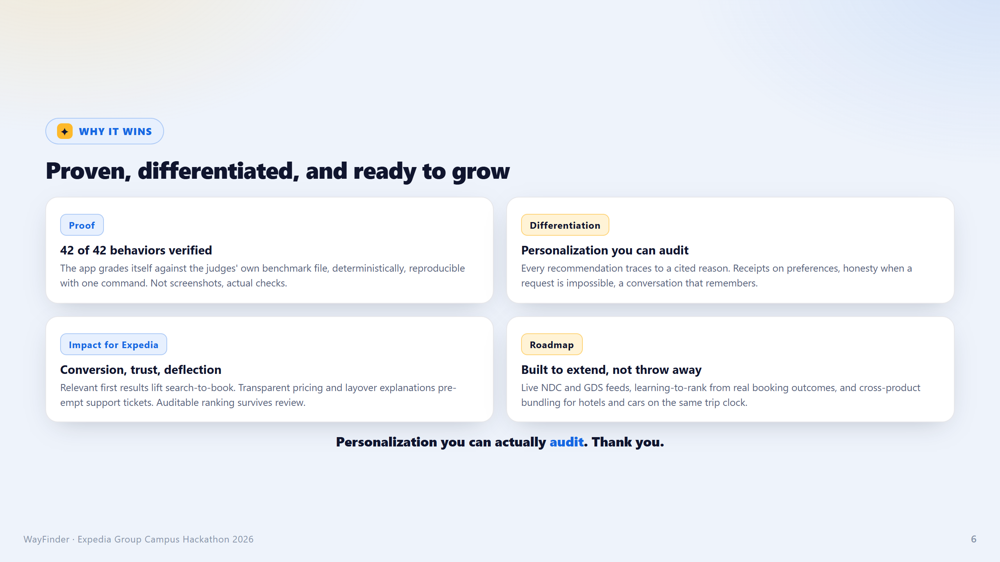 ✦ WHY IT WINS
Proven, differentiated, and ready to grow
Proof
42 of 42 behaviors verified
The app grades itself against the judges' own benchmark file, deterministically, reproducible
with one command. Not screenshots, actual checks.
Differentiation
Personalization you can audit
Every recommendation traces to a cited reason. Receipts on preferences, honesty when a
request is impossible, a conversation that remembers.
Impact for Expedia
Conversion, trust, deflection
Relevant first results lift search-to-book. Transparent pricing and layover explanations pre-
empt support tickets. Auditable ranking survives review.
Roadmap
Built to extend, not throw away
Live NDC and GDS feeds, learning-to-rank from real booking outcomes, and cross-product
bundling for hotels and cars on the same trip clock.
Personalization you can actually audit. Thank you.
WayFinder · Expedia Group Campus Hackathon 2026
6